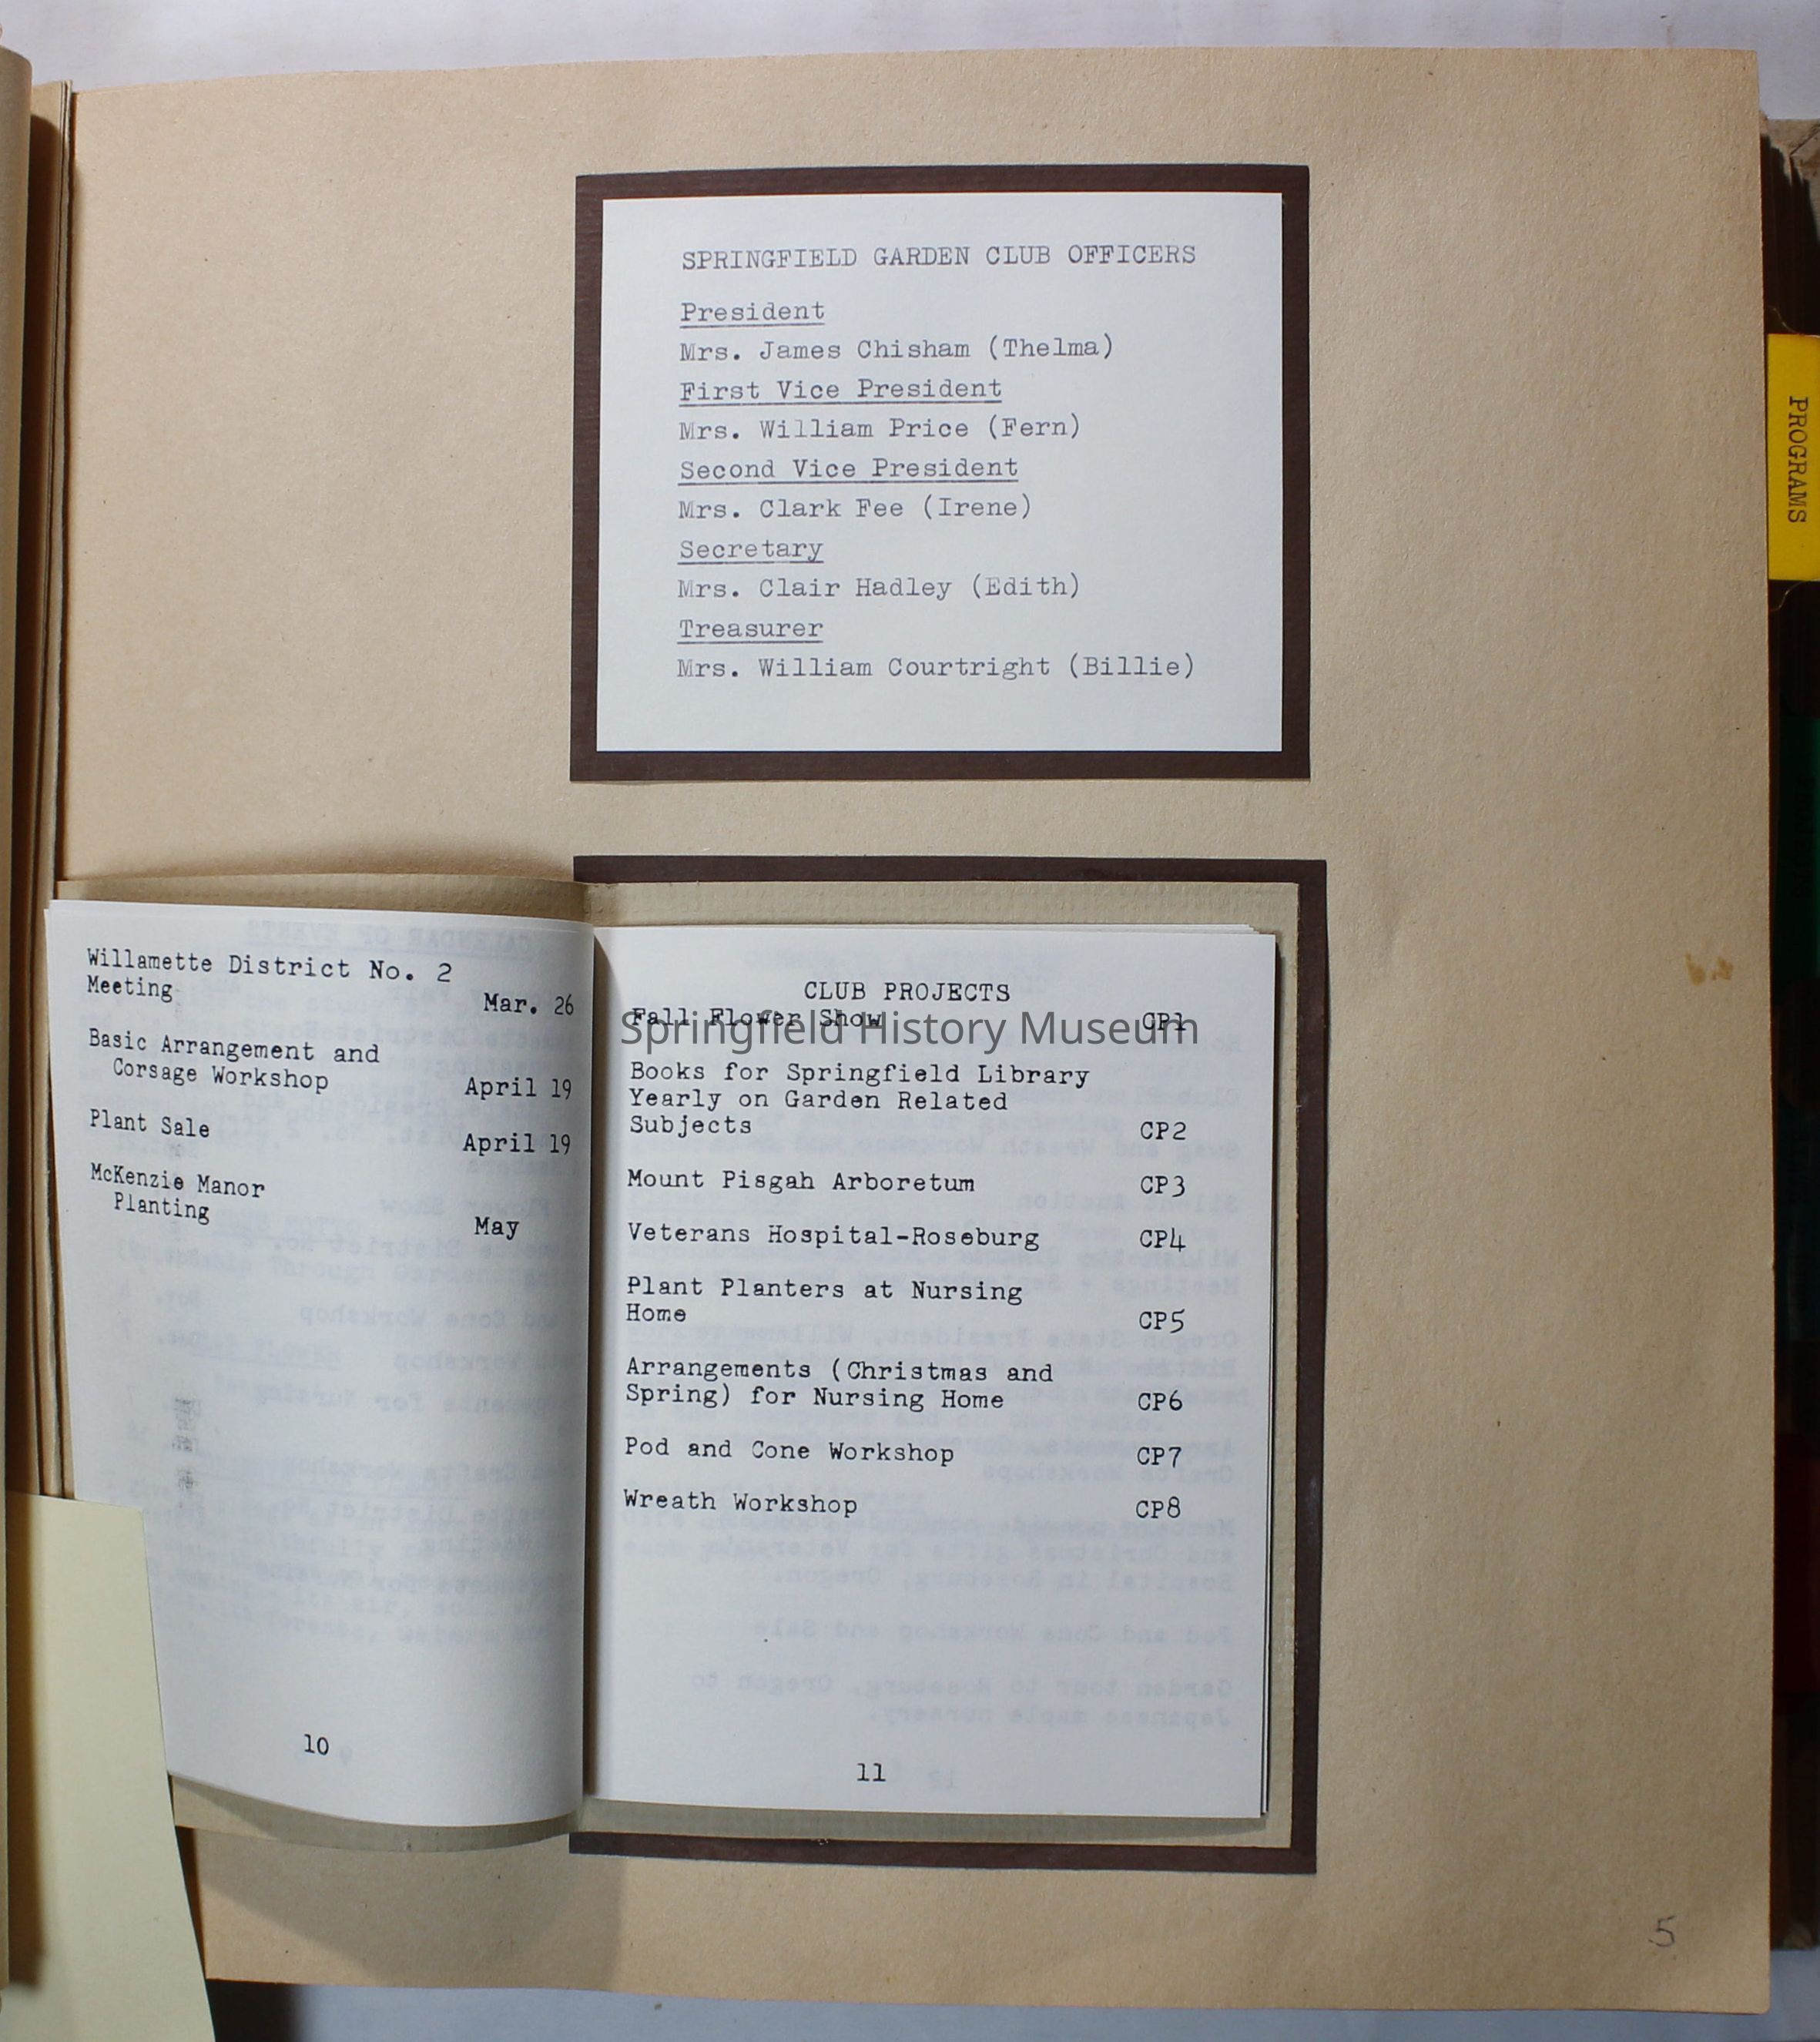 SPRINGFIELD GARDEN CLUB OFFICERS
President
Mrs. James Chisham (Thelma)
First Vice President
Mrs. William Price (Fern)
Second Vice President
Mrs. Clark Fee (Irene)
Secretary
Mrs. Clair Hadley (Edith)
Treasurer
Mrs. William Courtright (Billie)
PROGRAMS
Willamette District No. 2
Meeting Mar. 26
Basic Arrangement and
Corsage Workshop April 19
Plant Sale April 19
McKenzie Manor
Planting May
10
CLUB PROJECTS
Fall Flower Show CP1
Springfield History Museum
Books for Springfield Library
Yearly on Garden Related
Subjects CP2
Mount Pisgah Arboretum CP3
Veterans Hospital-Roseburg CP4
Plant Planters at Nursing
Home CP5
Arrangements (Christmas and
Spring) for Nursing Home CP6
Pod and Cone Workshop CP7
Wreath Workshop CP8
11
5